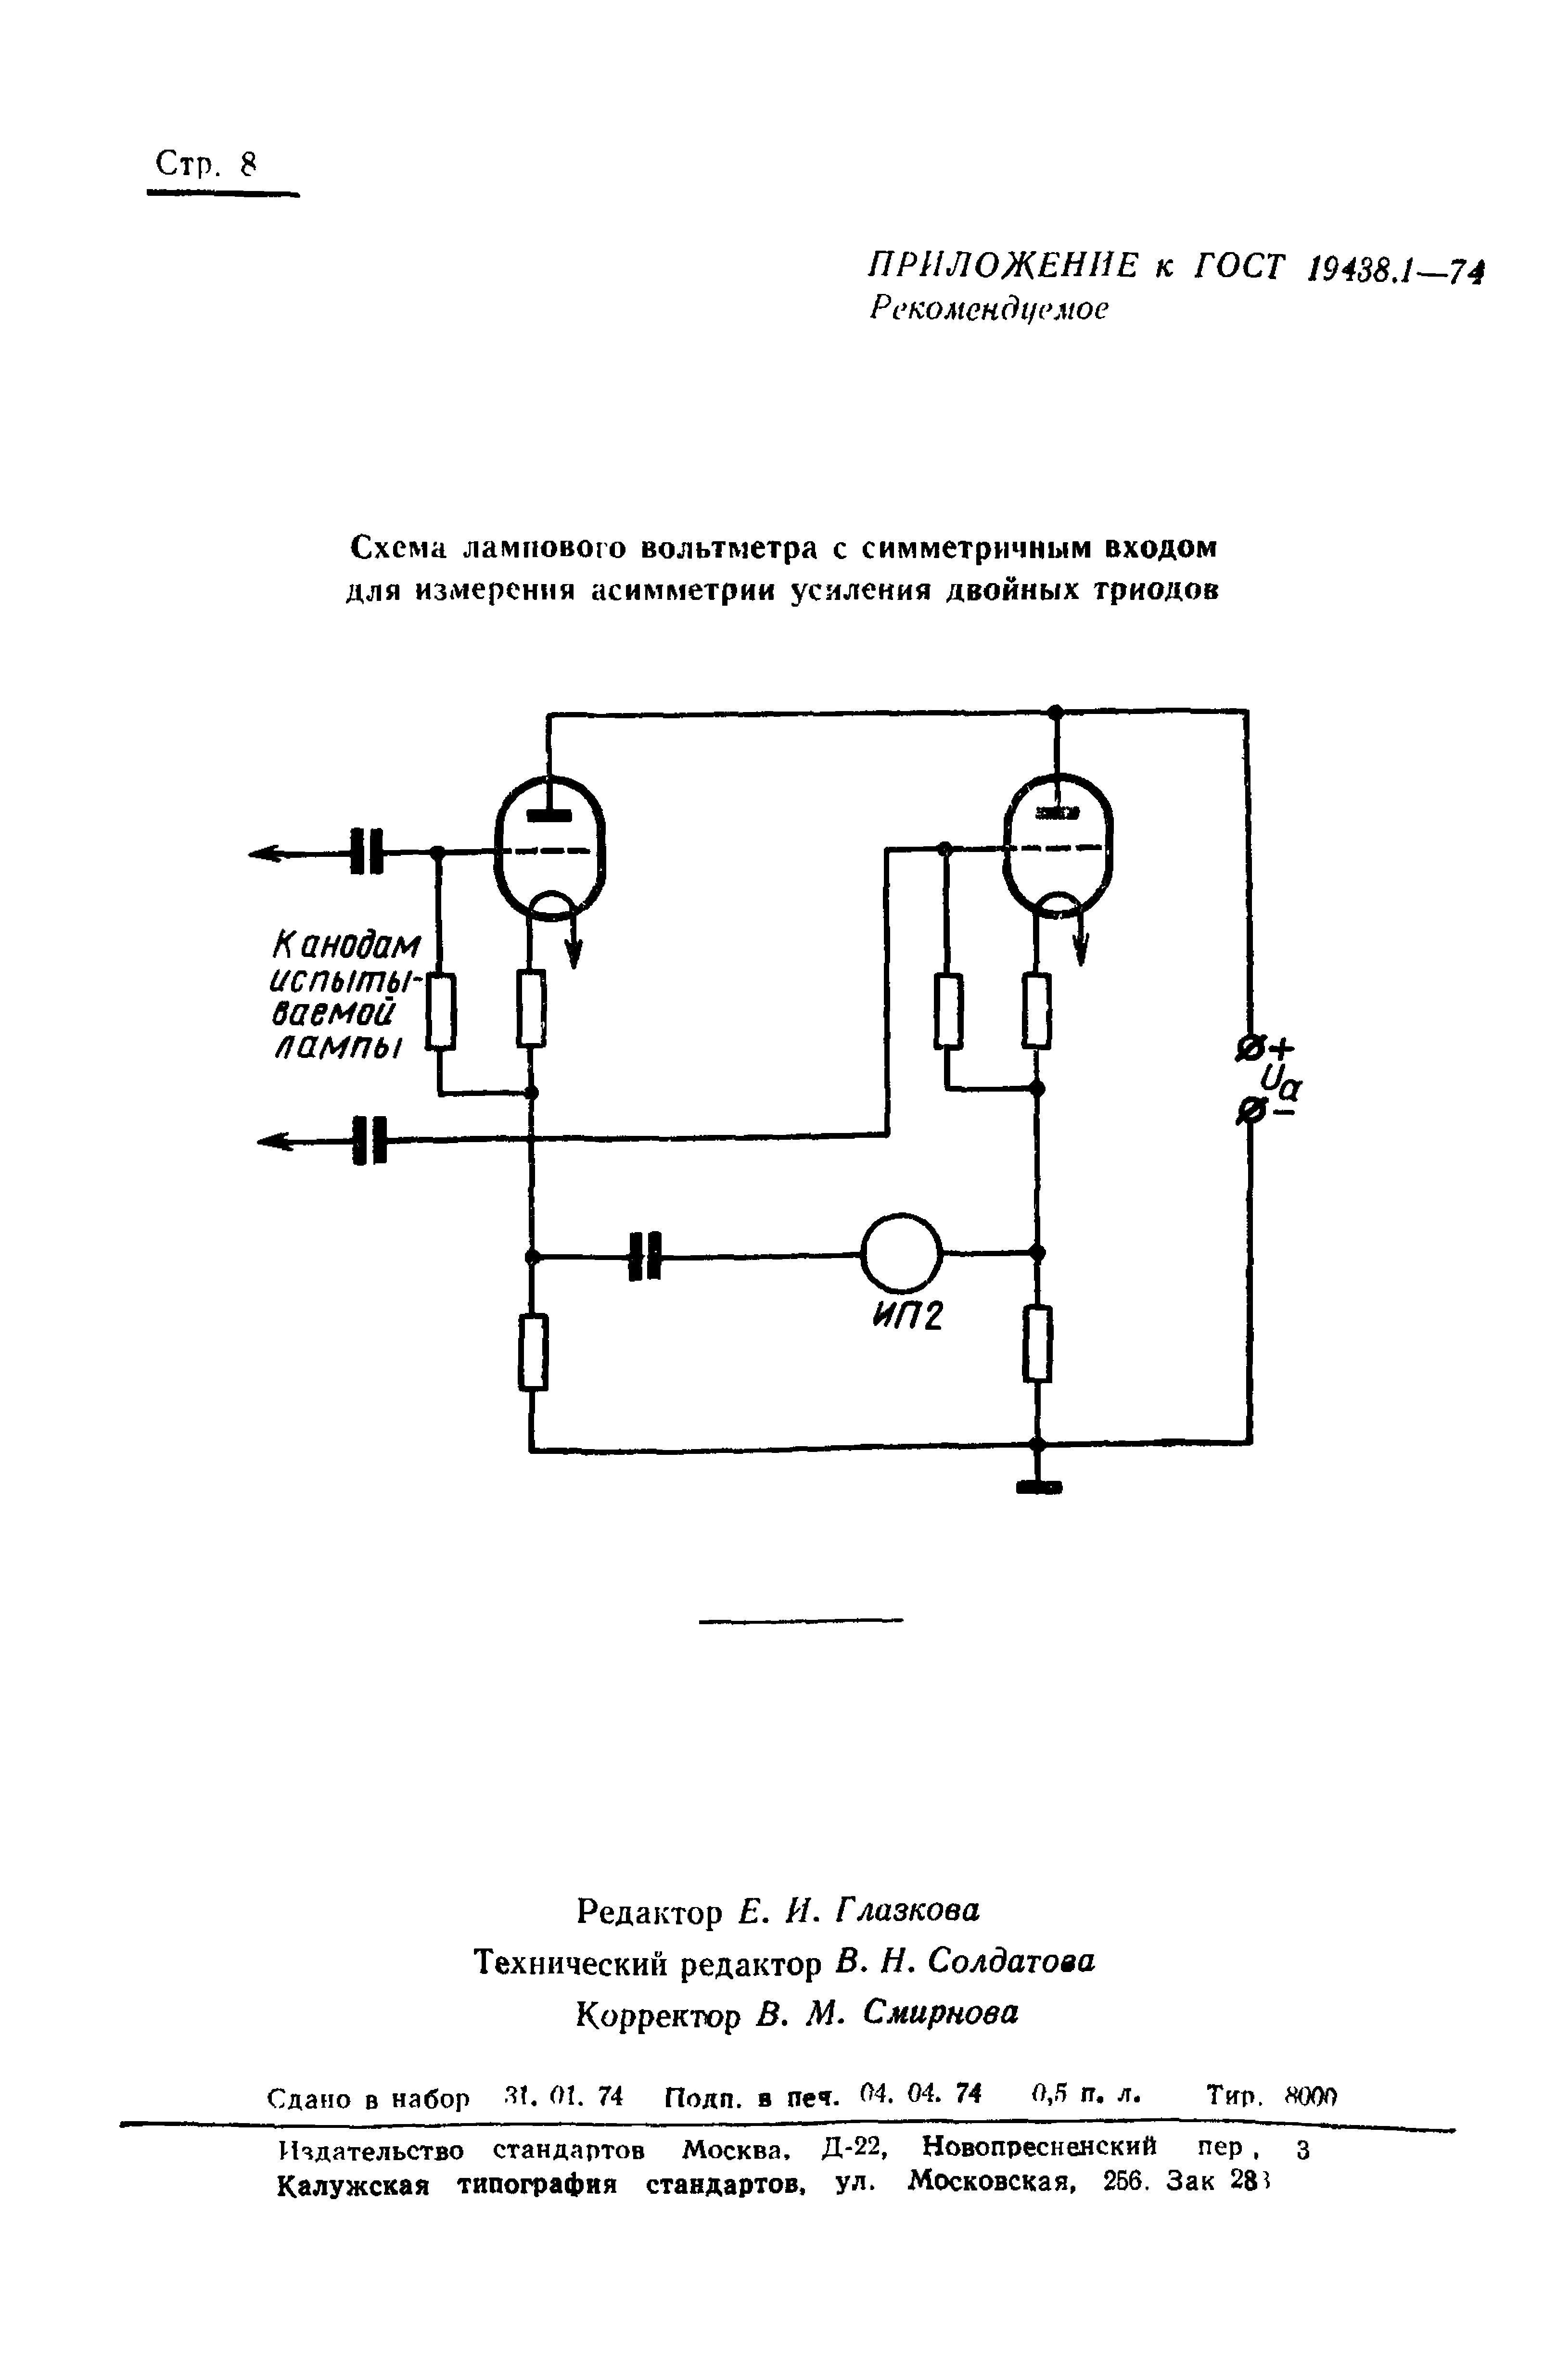 Стр. 8
ПРИЛОЖЕНИЕ к ГОСТ 19438.1—74
Рекомендуемое
Схема лампового вольтметра с симметричным входом
для измерения асимметрии усиления двойных триодов
К анодам
испыты-
ваемой
лампы
+
Uа
−
ИП2
Редактор Е. И. Глазкова
Технический редактор В. Н. Солдатова
Корректор В. М. Смирнова
Сдано в набор 31. 01. 74 Подп. в печ. 04. 04. 74 0,5 п. л. Тир. 8000
Издательство стандартов Москва, Д-22, Новопресненский пер, 3
Калужская типография стандартов, ул. Московская, 256. Зак